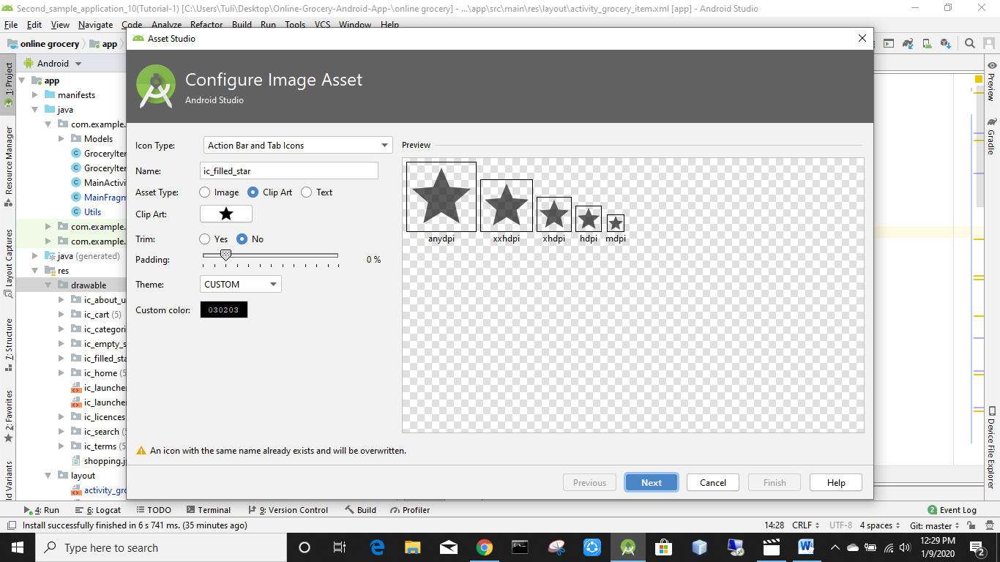 Second_sample_application_10(Tutorial-1) [C:\Users\Tuli\Desktop\Online-Grocery-Android-App-\online grocery] - ...\app\src\main\res\layout\activity_grocery_item.xml [app] - Android Studio
File Edit View Navigate Code Analyze Refactor Build Run Tools VCS Window Help
online grocery app
Asset Studio
Configure Image Asset
Android Studio
1: Project
Resource Manager
Layout Captures
7: Structure
2: Favorites
ld Variants
Android
app
manifests
java
com.example.
Models
GroceryIter
GroceryIter
MainActivi
MainFragm
Utils
com.example.
com.example.
java (generated)
res
drawable
ic_about_u
ic_cart (5)
ic_categori
ic_empty_s
ic_filled_sta
ic_home (5
ic_launche
ic_launche
ic_licences
ic_search (5
ic_terms (5
shopping.j
layout
activity_gro
Icon Type: Action Bar and Tab Icons
Name: ic_filled_star
Asset Type: Image Clip Art Text
Clip Art:
Trim: Yes No
Padding: 0 %
Theme: CUSTOM
Custom color: 030203
Preview
anydpi xxhdpi xhdpi hdpi mdpi
An icon with the same name already exists and will be overwritten.
Previous Next Cancel Finish Help
Preview
Gradle
Device File Explorer
4: Run 6: Logcat TODO Terminal 9: Version Control Build Profiler 2 Event Log
Install successfully finished in 6 s 741 ms. (35 minutes ago) 14:28 CRLF UTF-8 4 spaces Git: master
Type here to search
12:29 PM
1/9/2020
2